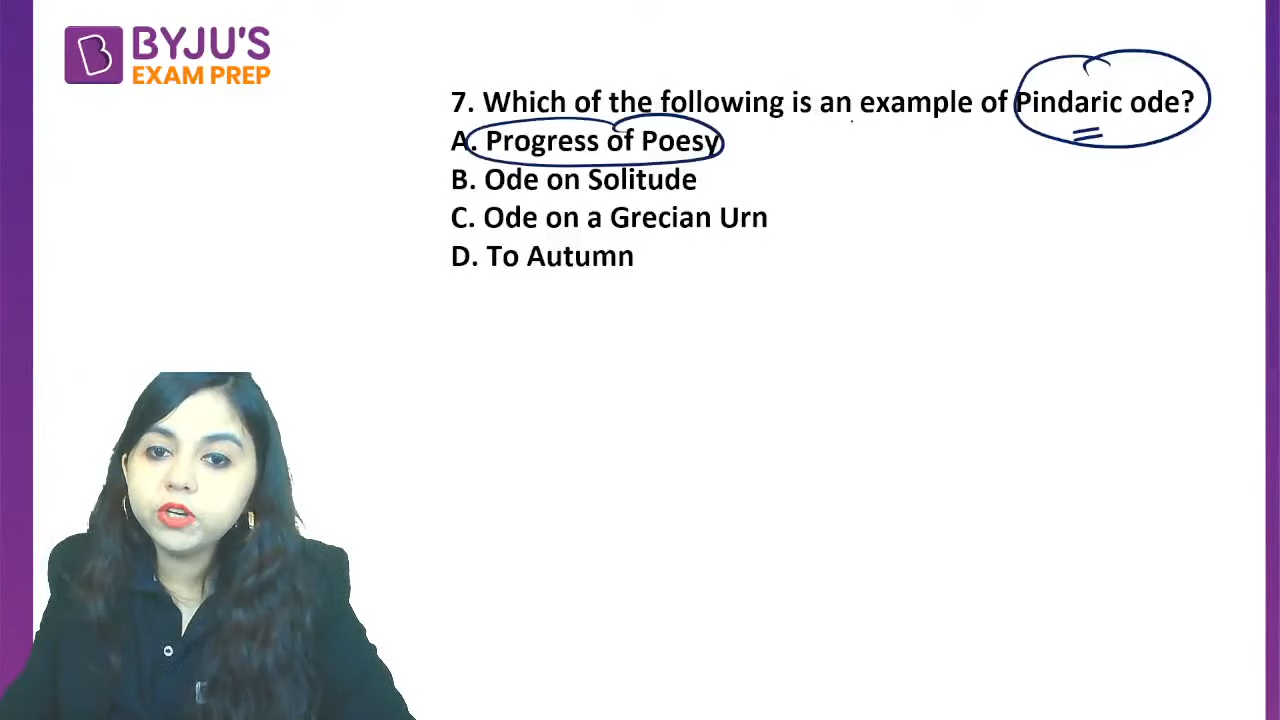 BYJU'S
EXAM PREP
7. Which of the following is an example of Pindaric ode?
A. Progress of Poesy
B. Ode on Solitude
C. Ode on a Grecian Urn
D. To Autumn